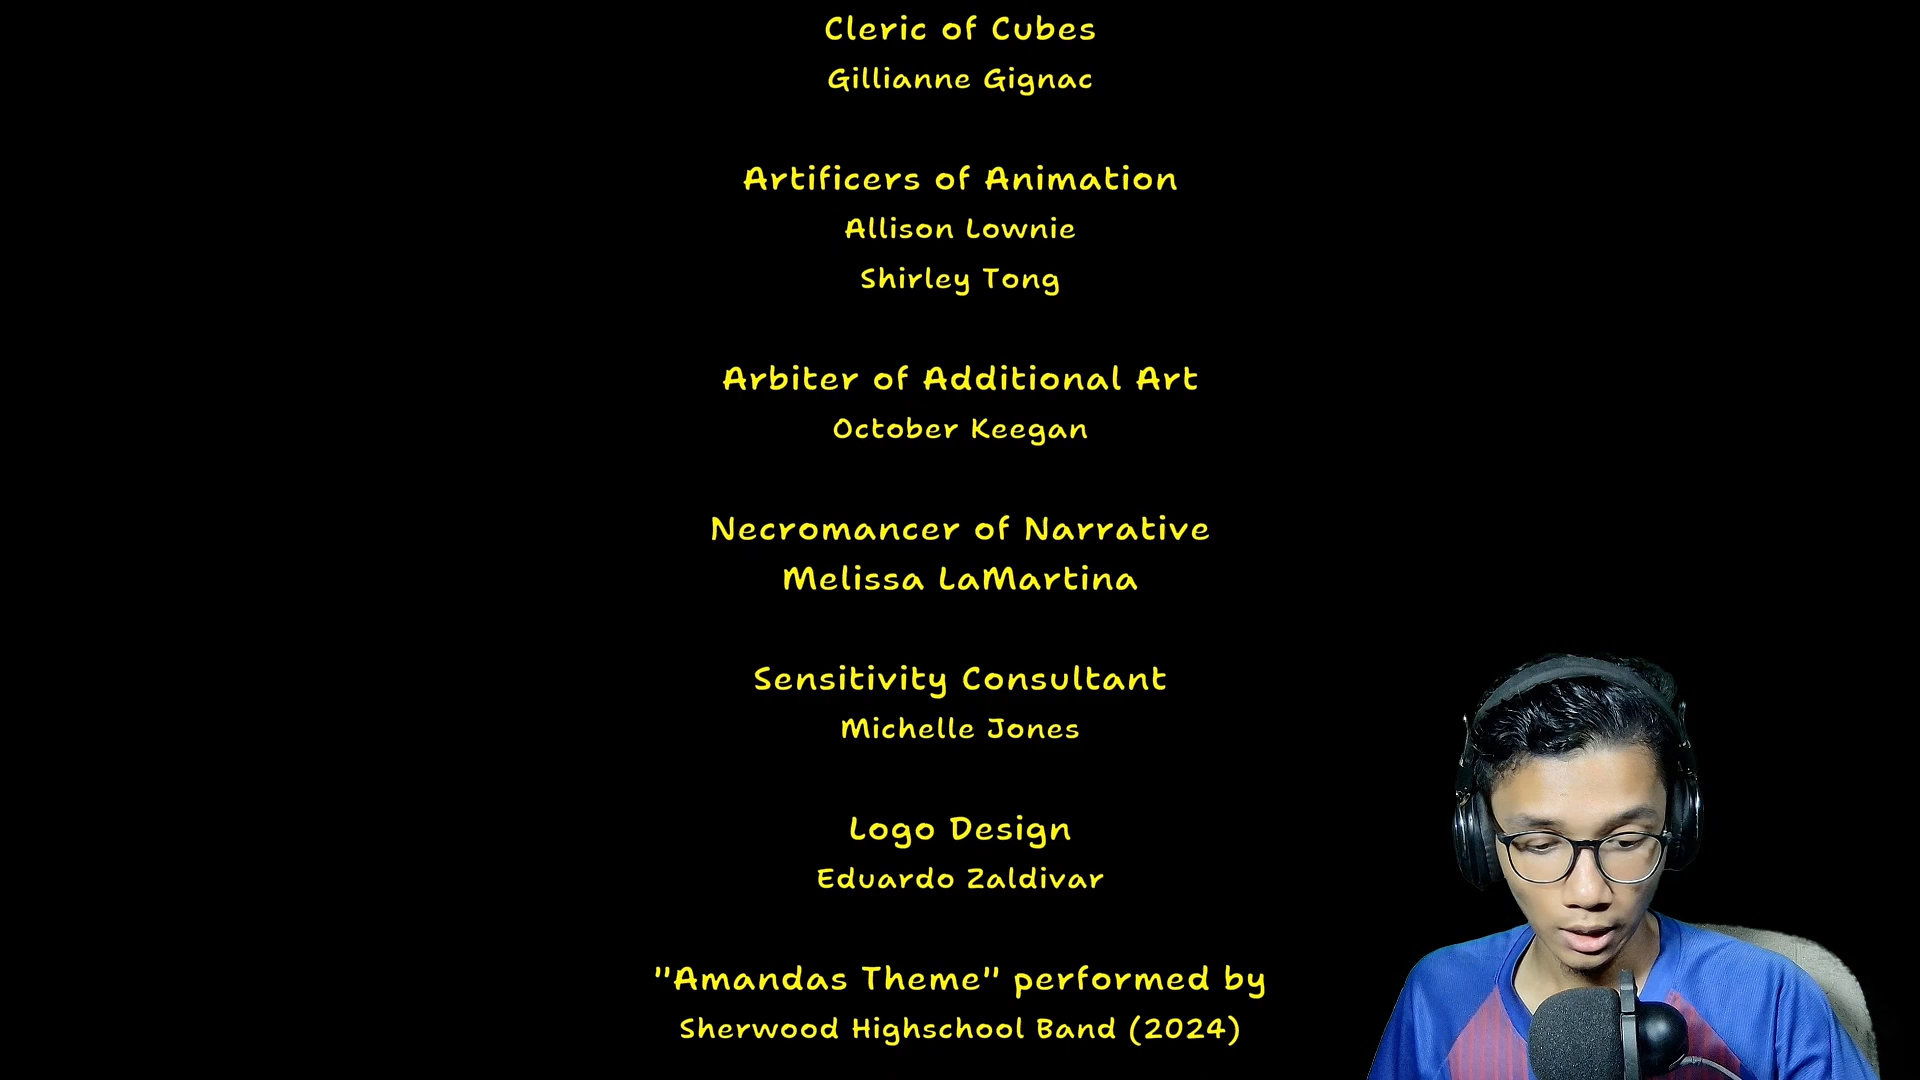 Cleric of Cubes
Gillianne Gignac
Artificers of Animation
Allison Lownie
Shirley Tong
Arbiter of Additional Art
October Keegan
Necromancer of Narrative
Melissa LaMartina
Sensitivity Consultant
Michelle Jones
Logo Design
Eduardo Zaldivar
"Amandas Theme" performed by
Sherwood Highschool Band (2024)